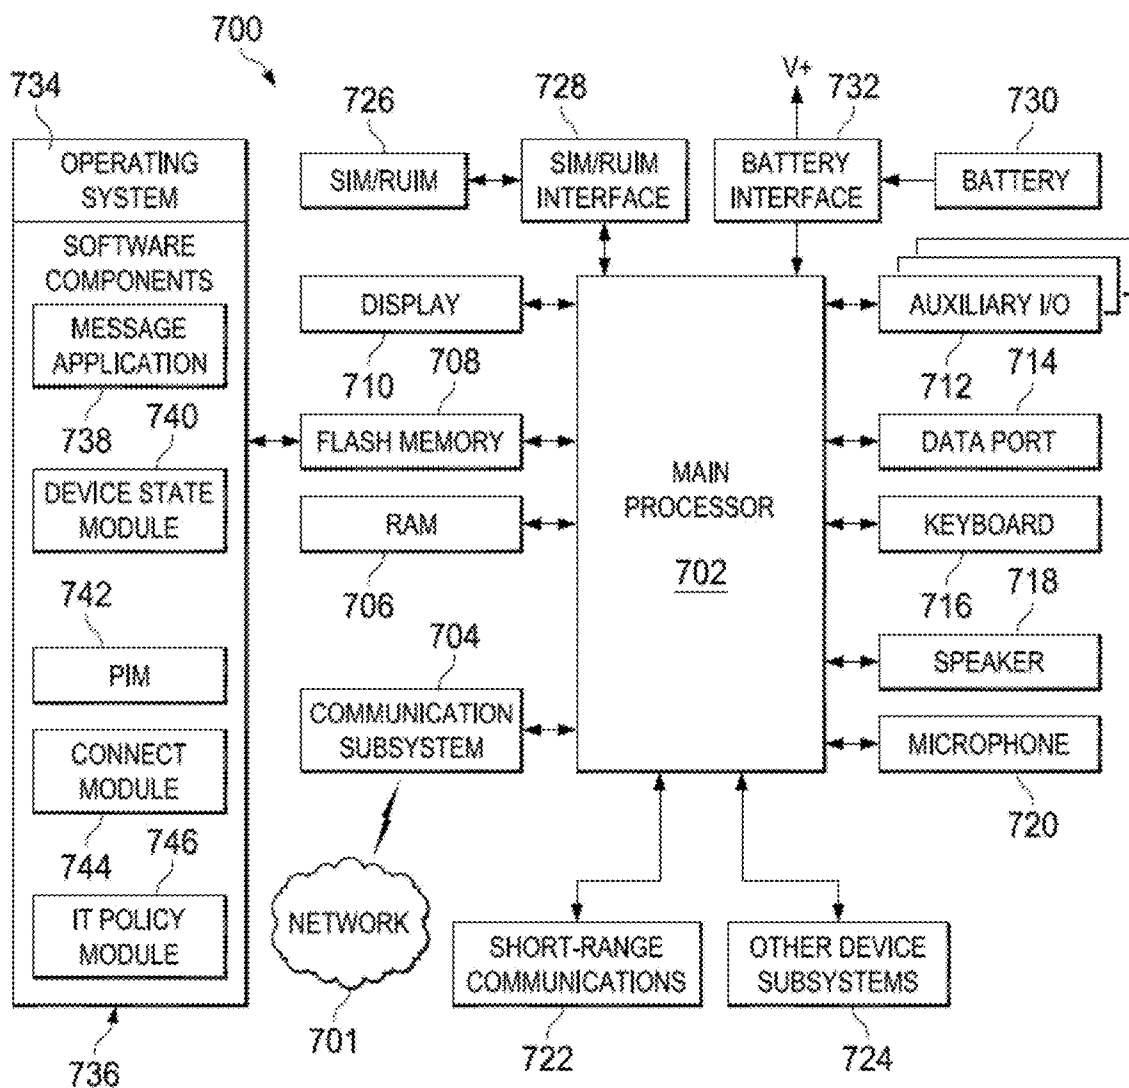 700
734
726
728
V+
732
730
OPERATING
SYSTEM
SIM/RUIM
SIM/RUIM
INTERFACE
BATTERY
INTERFACE
BATTERY
SOFTWARE
COMPONENTS
MESSAGE
APPLICATION
738
740
DEVICE STATE
MODULE
742
PIM
CONNECT
MODULE
744
746
IT POLICY
MODULE
736
DISPLAY
710
708
FLASH MEMORY
RAM
706
704
COMMUNICATION
SUBSYSTEM
NETWORK
701
MAIN
PROCESSOR
702
AUXILIARY I/O
712
714
DATA PORT
KEYBOARD
716
718
SPEAKER
MICROPHONE
720
SHORT-RANGE
COMMUNICATIONS
722
OTHER DEVICE
SUBSYSTEMS
724